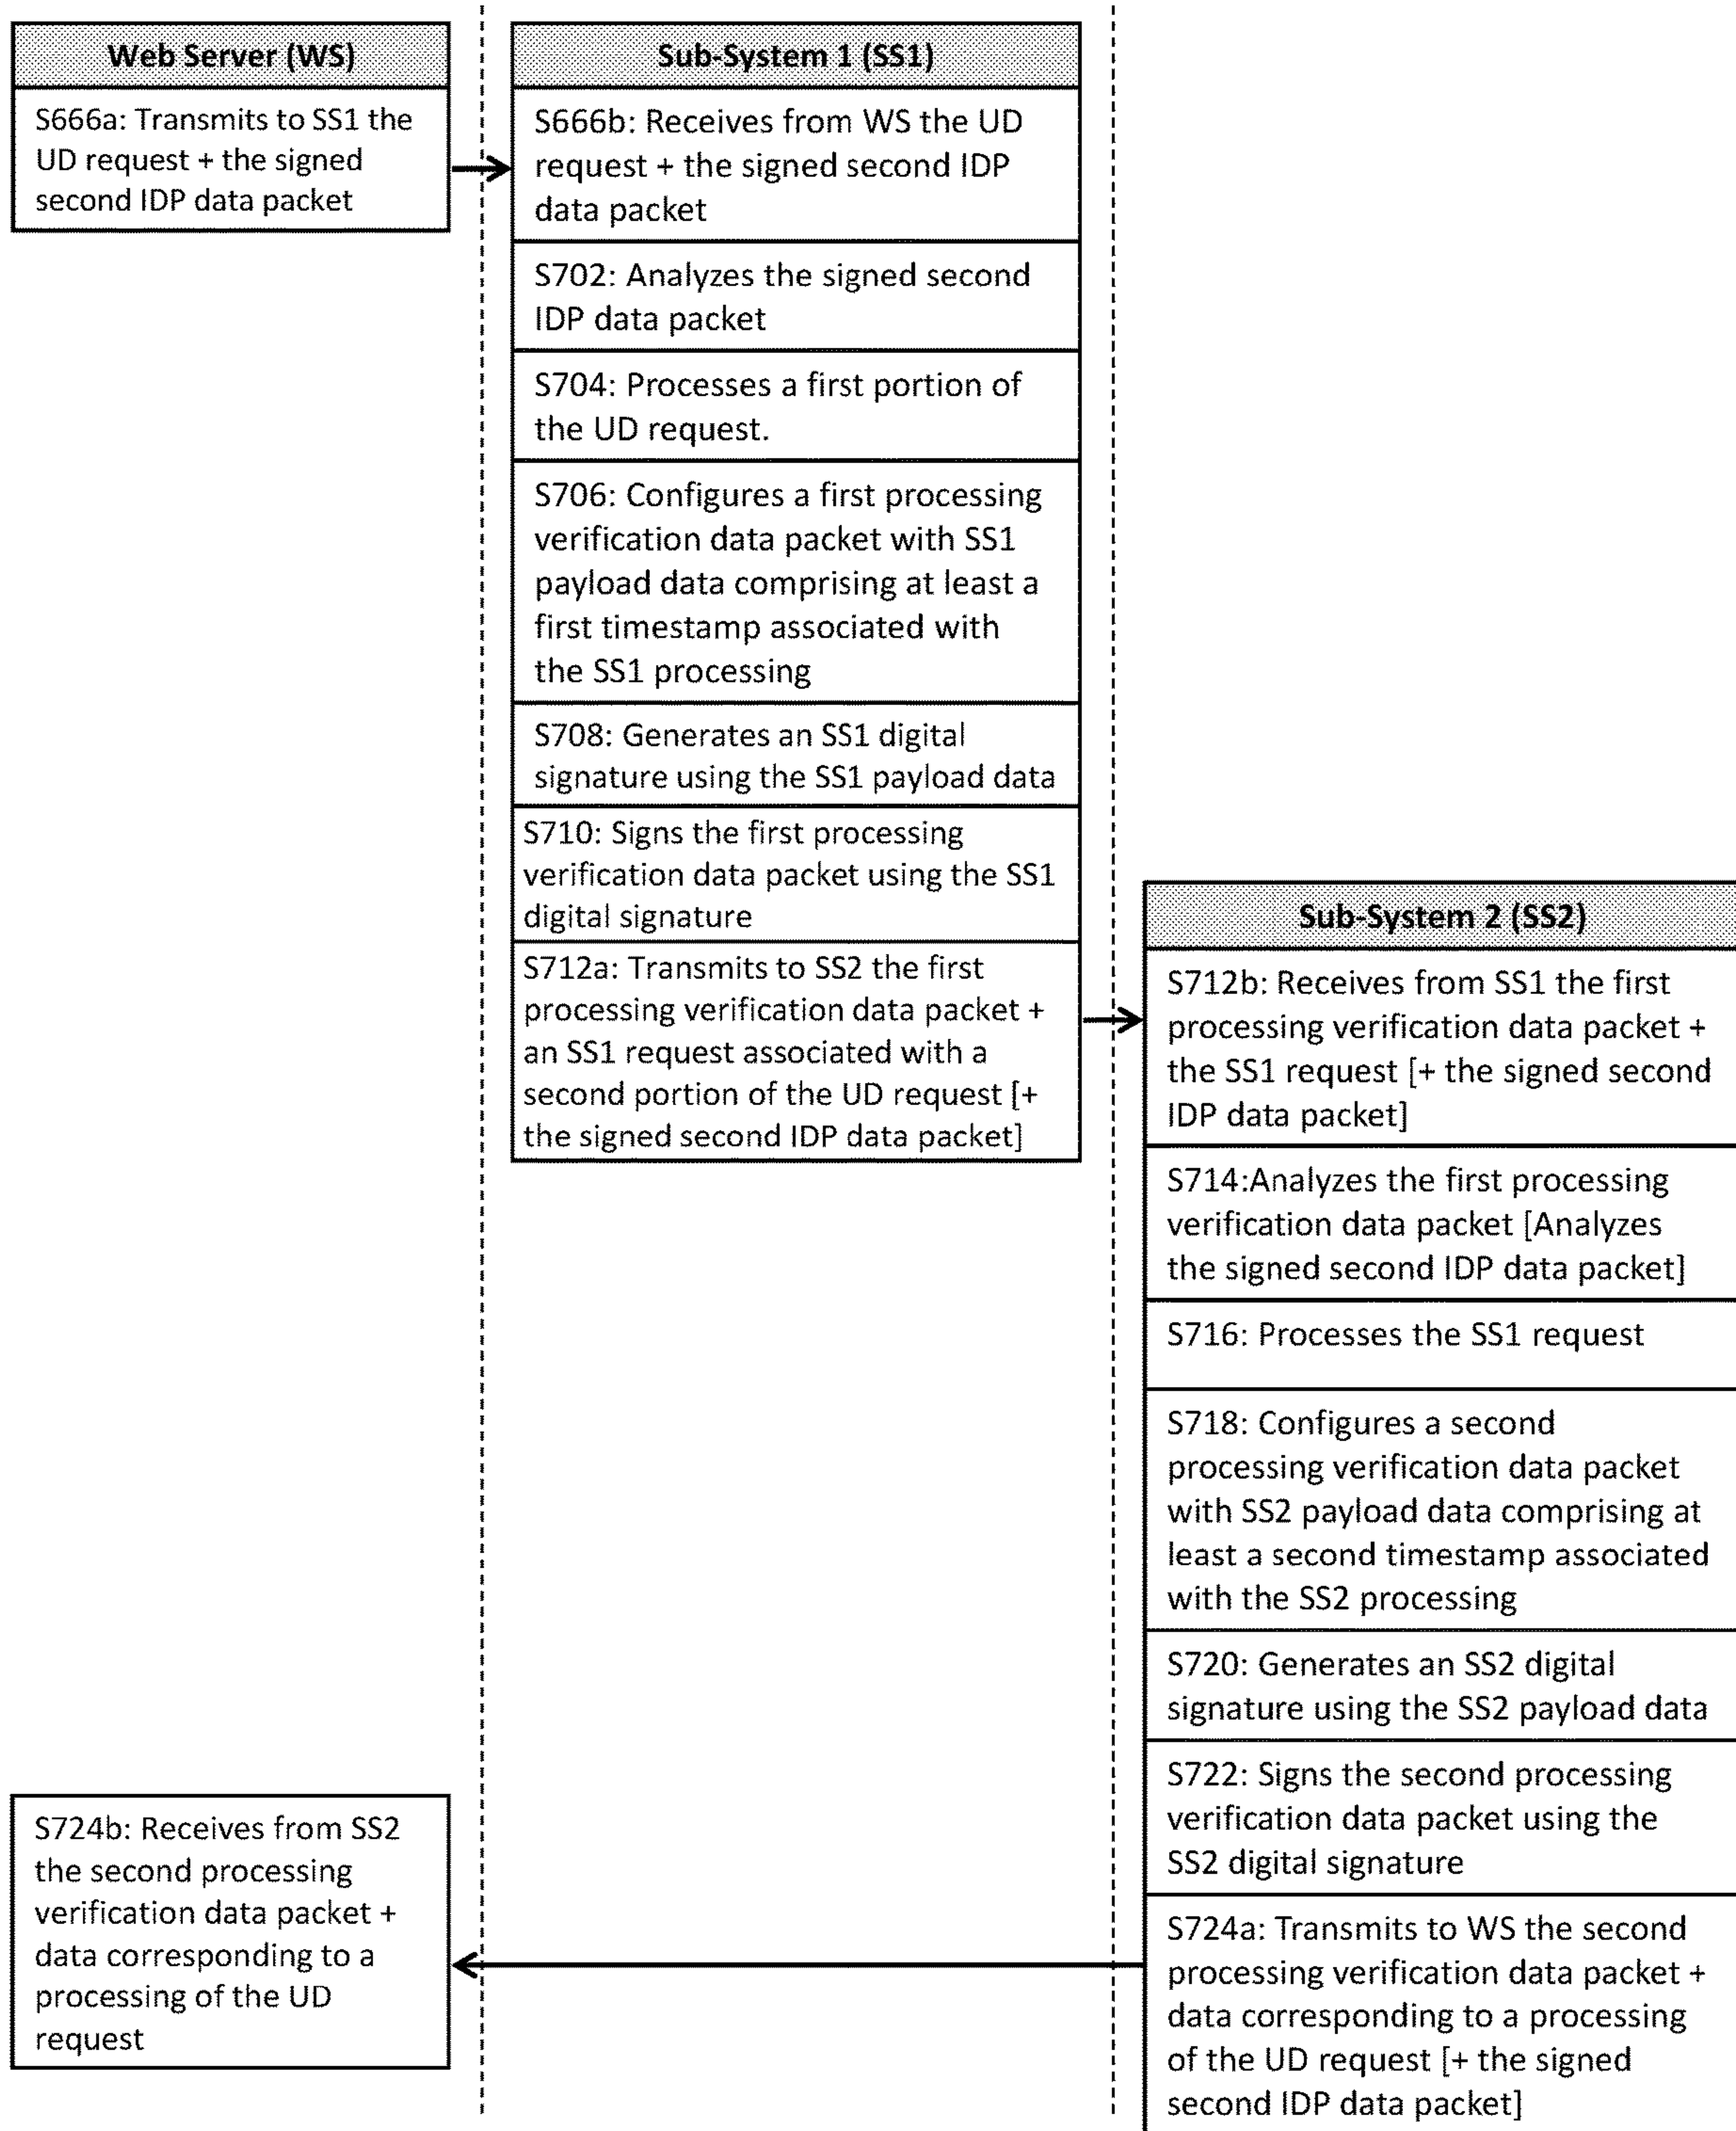 Web Server (WS)
S666a: Transmits to SS1 the
UD request + the signed
second IDP data packet
Sub-System 1 (SS1)
S666b: Receives from WS the UD
request + the signed second IDP
data packet
S702: Analyzes the signed second
IDP data packet
S704: Processes a first portion of
the UD request.
S706: Configures a first processing
verification data packet with SS1
payload data comprising at least a
first timestamp associated with
the SS1 processing
S708: Generates an SS1 digital
signature using the SS1 payload data
S710: Signs the first processing
verification data packet using the SS1
digital signature
S712a: Transmits to SS2 the first
processing verification data packet +
an SS1 request associated with a
second portion of the UD request [+
the signed second IDP data packet]
Sub-System 2 (SS2)
S712b: Receives from SS1 the first
processing verification data packet +
the SS1 request [+ the signed second
IDP data packet]
S714:Analyzes the first processing
verification data packet [Analyzes
the signed second IDP data packet]
S716: Processes the SS1 request
S718: Configures a second
processing verification data packet
with SS2 payload data comprising at
least a second timestamp associated
with the SS2 processing
S720: Generates an SS2 digital
signature using the SS2 payload data
S722: Signs the second processing
verification data packet using the
SS2 digital signature
S724a: Transmits to WS the second
processing verification data packet +
data corresponding to a processing
of the UD request [+ the signed
second IDP data packet]
S724b: Receives from SS2
the second processing
verification data packet +
data corresponding to a
processing of the UD
request